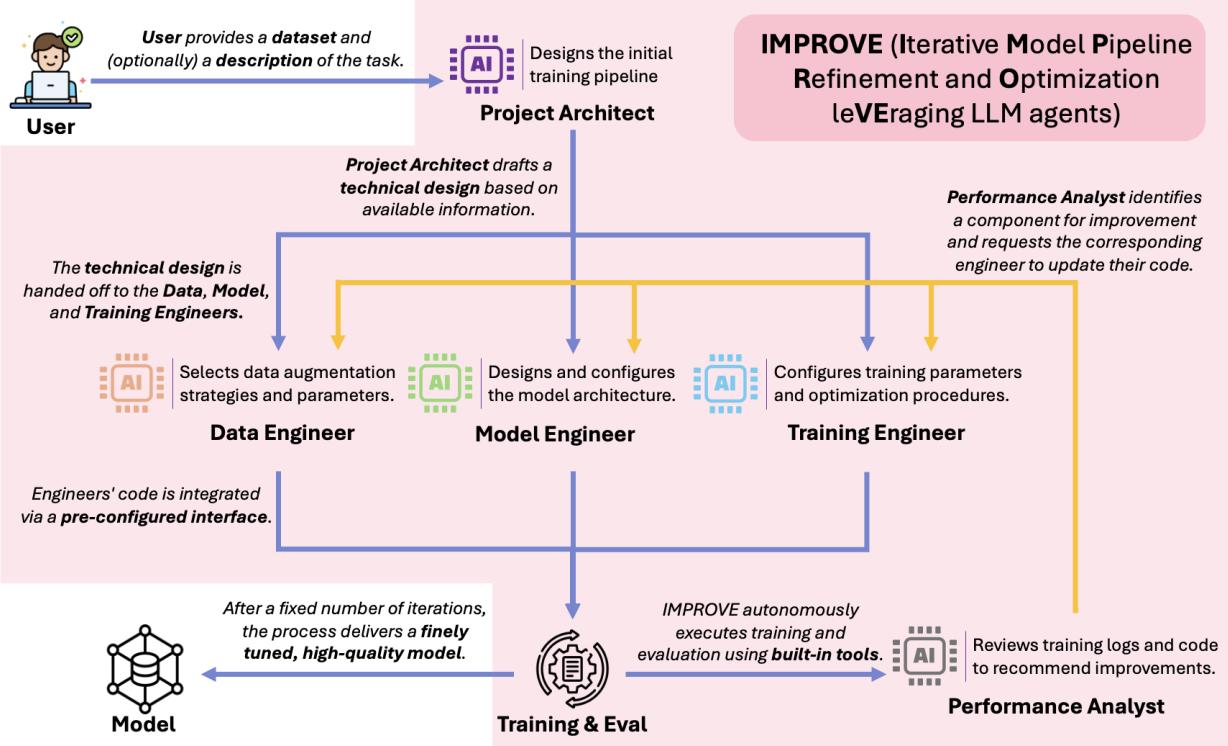 User provides a dataset and
(optionally) a description of the task.
User
AI
Designs the initial
training pipeline
Project Architect
IMPROVE (Iterative Model Pipeline
Refinement and Optimization
leVEraging LLM agents)
Project Architect drafts a
technical design based on
available information.
Performance Analyst identifies
a component for improvement
and requests the corresponding
engineer to update their code.
The technical design is
handed off to the Data, Model,
and Training Engineers.
AI
Selects data augmentation
strategies and parameters.
Data Engineer
AI
Designs and configures
the model architecture.
Model Engineer
AI
Configures training parameters
and optimization procedures.
Training Engineer
Engineers' code is integrated
via a pre-configured interface.
After a fixed number of iterations,
the process delivers a finely
tuned, high-quality model.
Model
Training & Eval
IMPROVE autonomously
executes training and
evaluation using built-in tools.
AI
Reviews training logs and code
to recommend improvements.
Performance Analyst